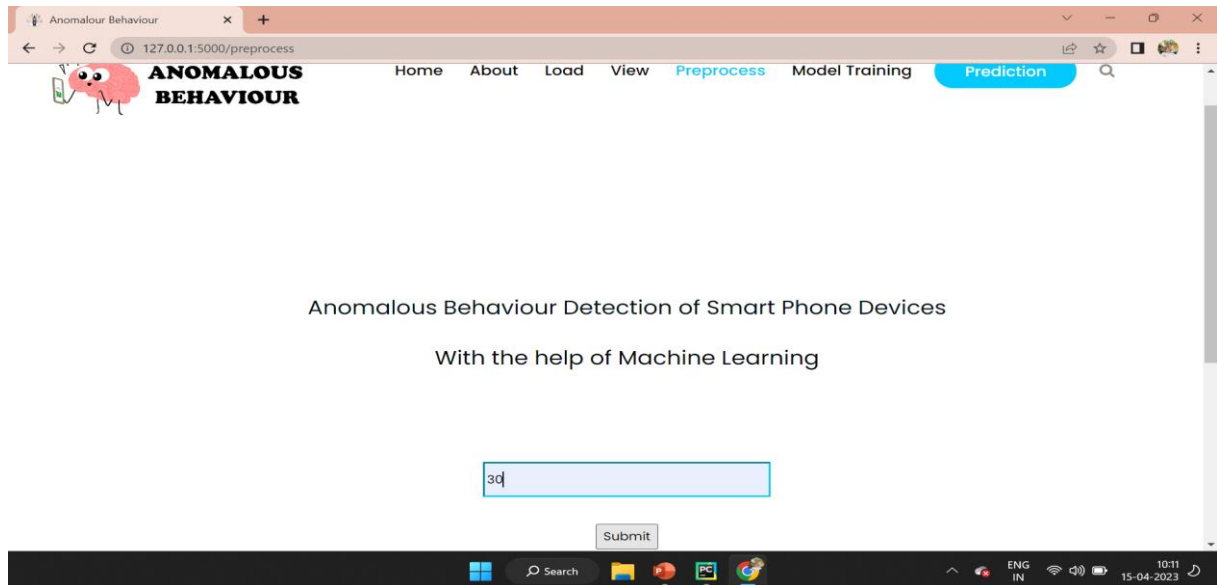 Anomalour Behaviour
127.0.0.1:5000/preprocess
ANOMALOUS
BEHAVIOUR
Home About Load View Preprocess Model Training Prediction
Anomalous Behaviour Detection of Smart Phone Devices
With the help of Machine Learning
30
Submit
Search
PC
ENG
IN
10:11
15-04-2023